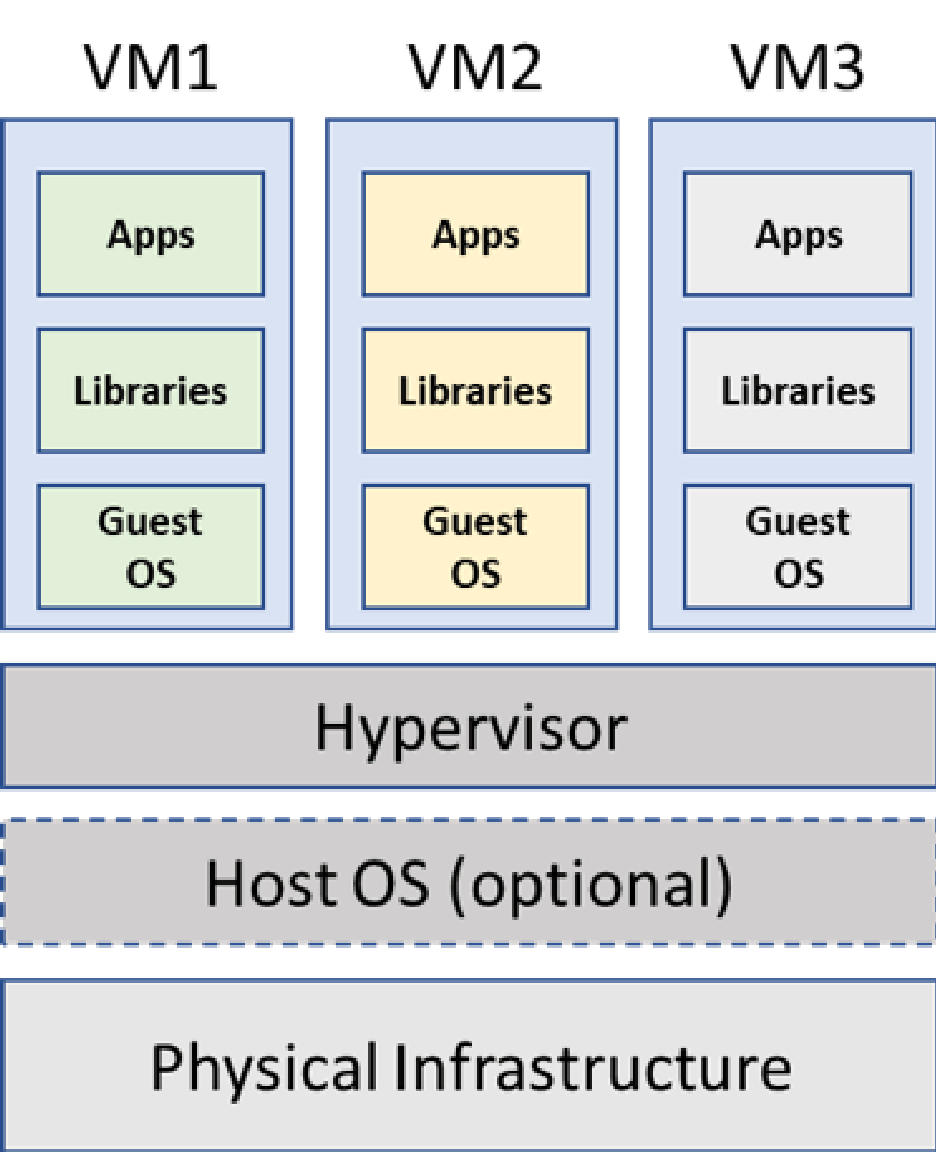 VM1
VM2
VM3
Apps
Apps
Apps
Libraries
Libraries
Libraries
Guest
OS
Guest
OS
Guest
OS
Hypervisor
Host OS (optional)
Physical Infrastructure